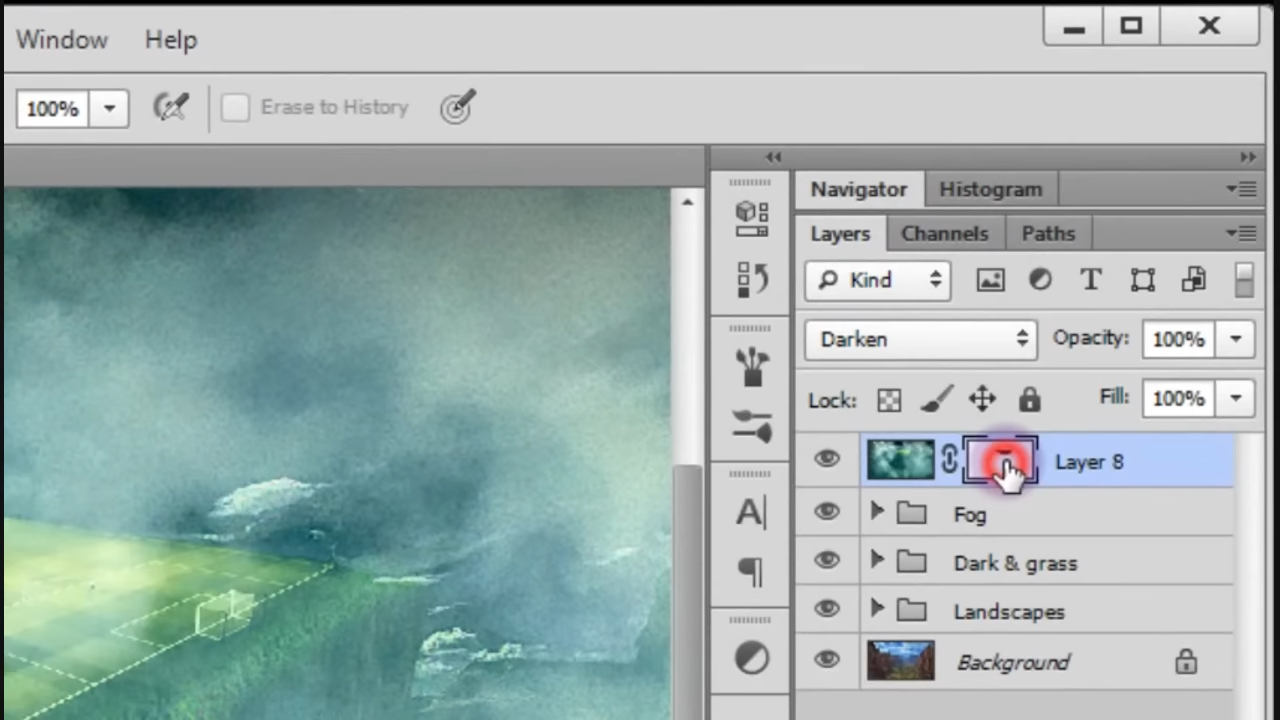 Window Help
100% Erase to History
Navigator Histogram
Layers Channels Paths
Kind T
Darken Opacity: 100%
Lock: Fill: 100%
Layer 8
A Fog
Dark & grass
Landscapes
Background